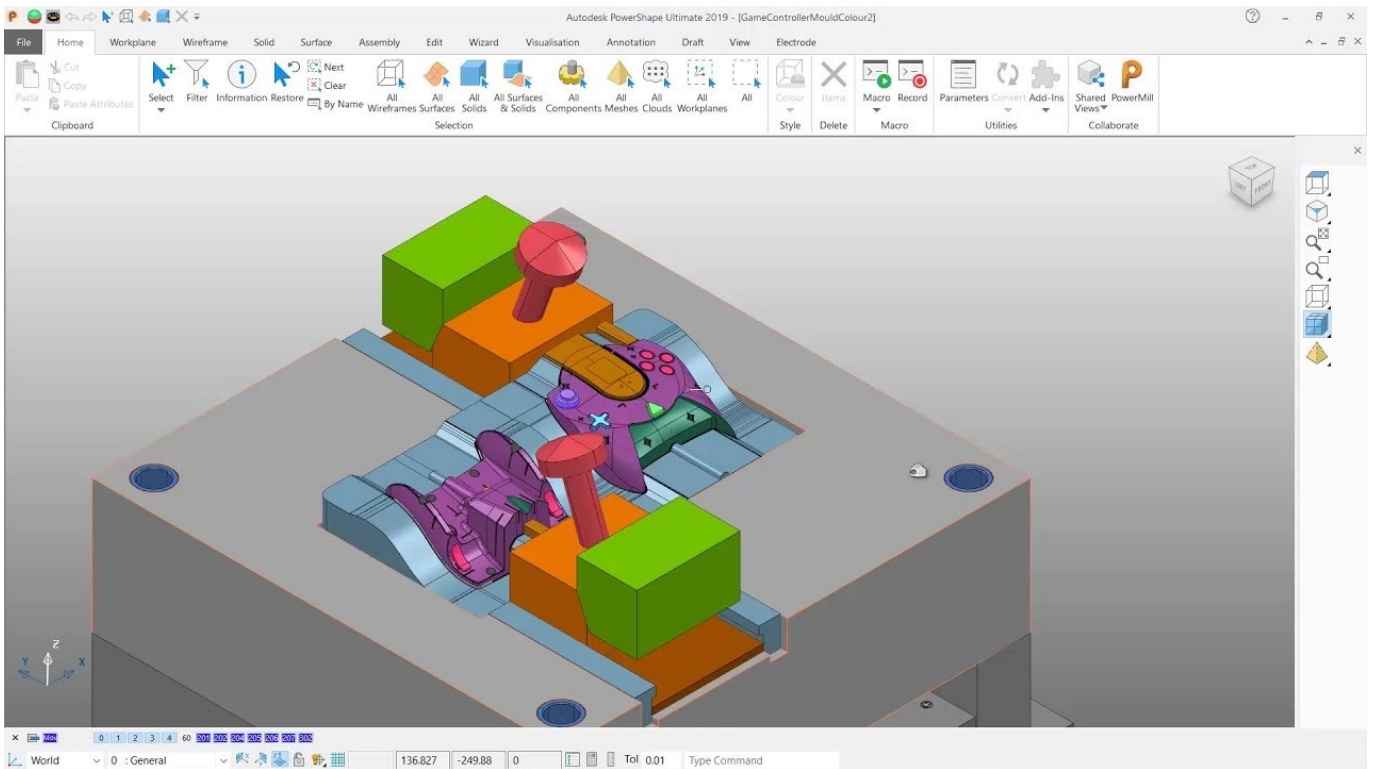 Autodesk PowerShape Ultimate 2019 - [GameControllerMouldColour2]
File Home Workplane Wireframe Solid Surface Assembly Edit Wizard Visualisation Annotation Draft View Electrode
Paste
Cut
Copy
Paste Attributes
Clipboard
Select Filter Information Restore
Next
Clear
By Name
All Wireframes
All Surfaces
All Solids
All Surfaces & Solids
All Components
All Meshes
All Clouds
All Workplanes
All
Selection
Colour
Style
Items
Delete
Macro Record
Macro
Parameters Convert Add-Ins
Utilities
Shared Views
PowerMill
Collaborate
TOP
LEFT FRONT
Z
Y X
0 1 2 3 4 60 201 202 204 205 206 207 302
World 0 : General 136.827 -249.88 0 Tol 0.01 Type Command